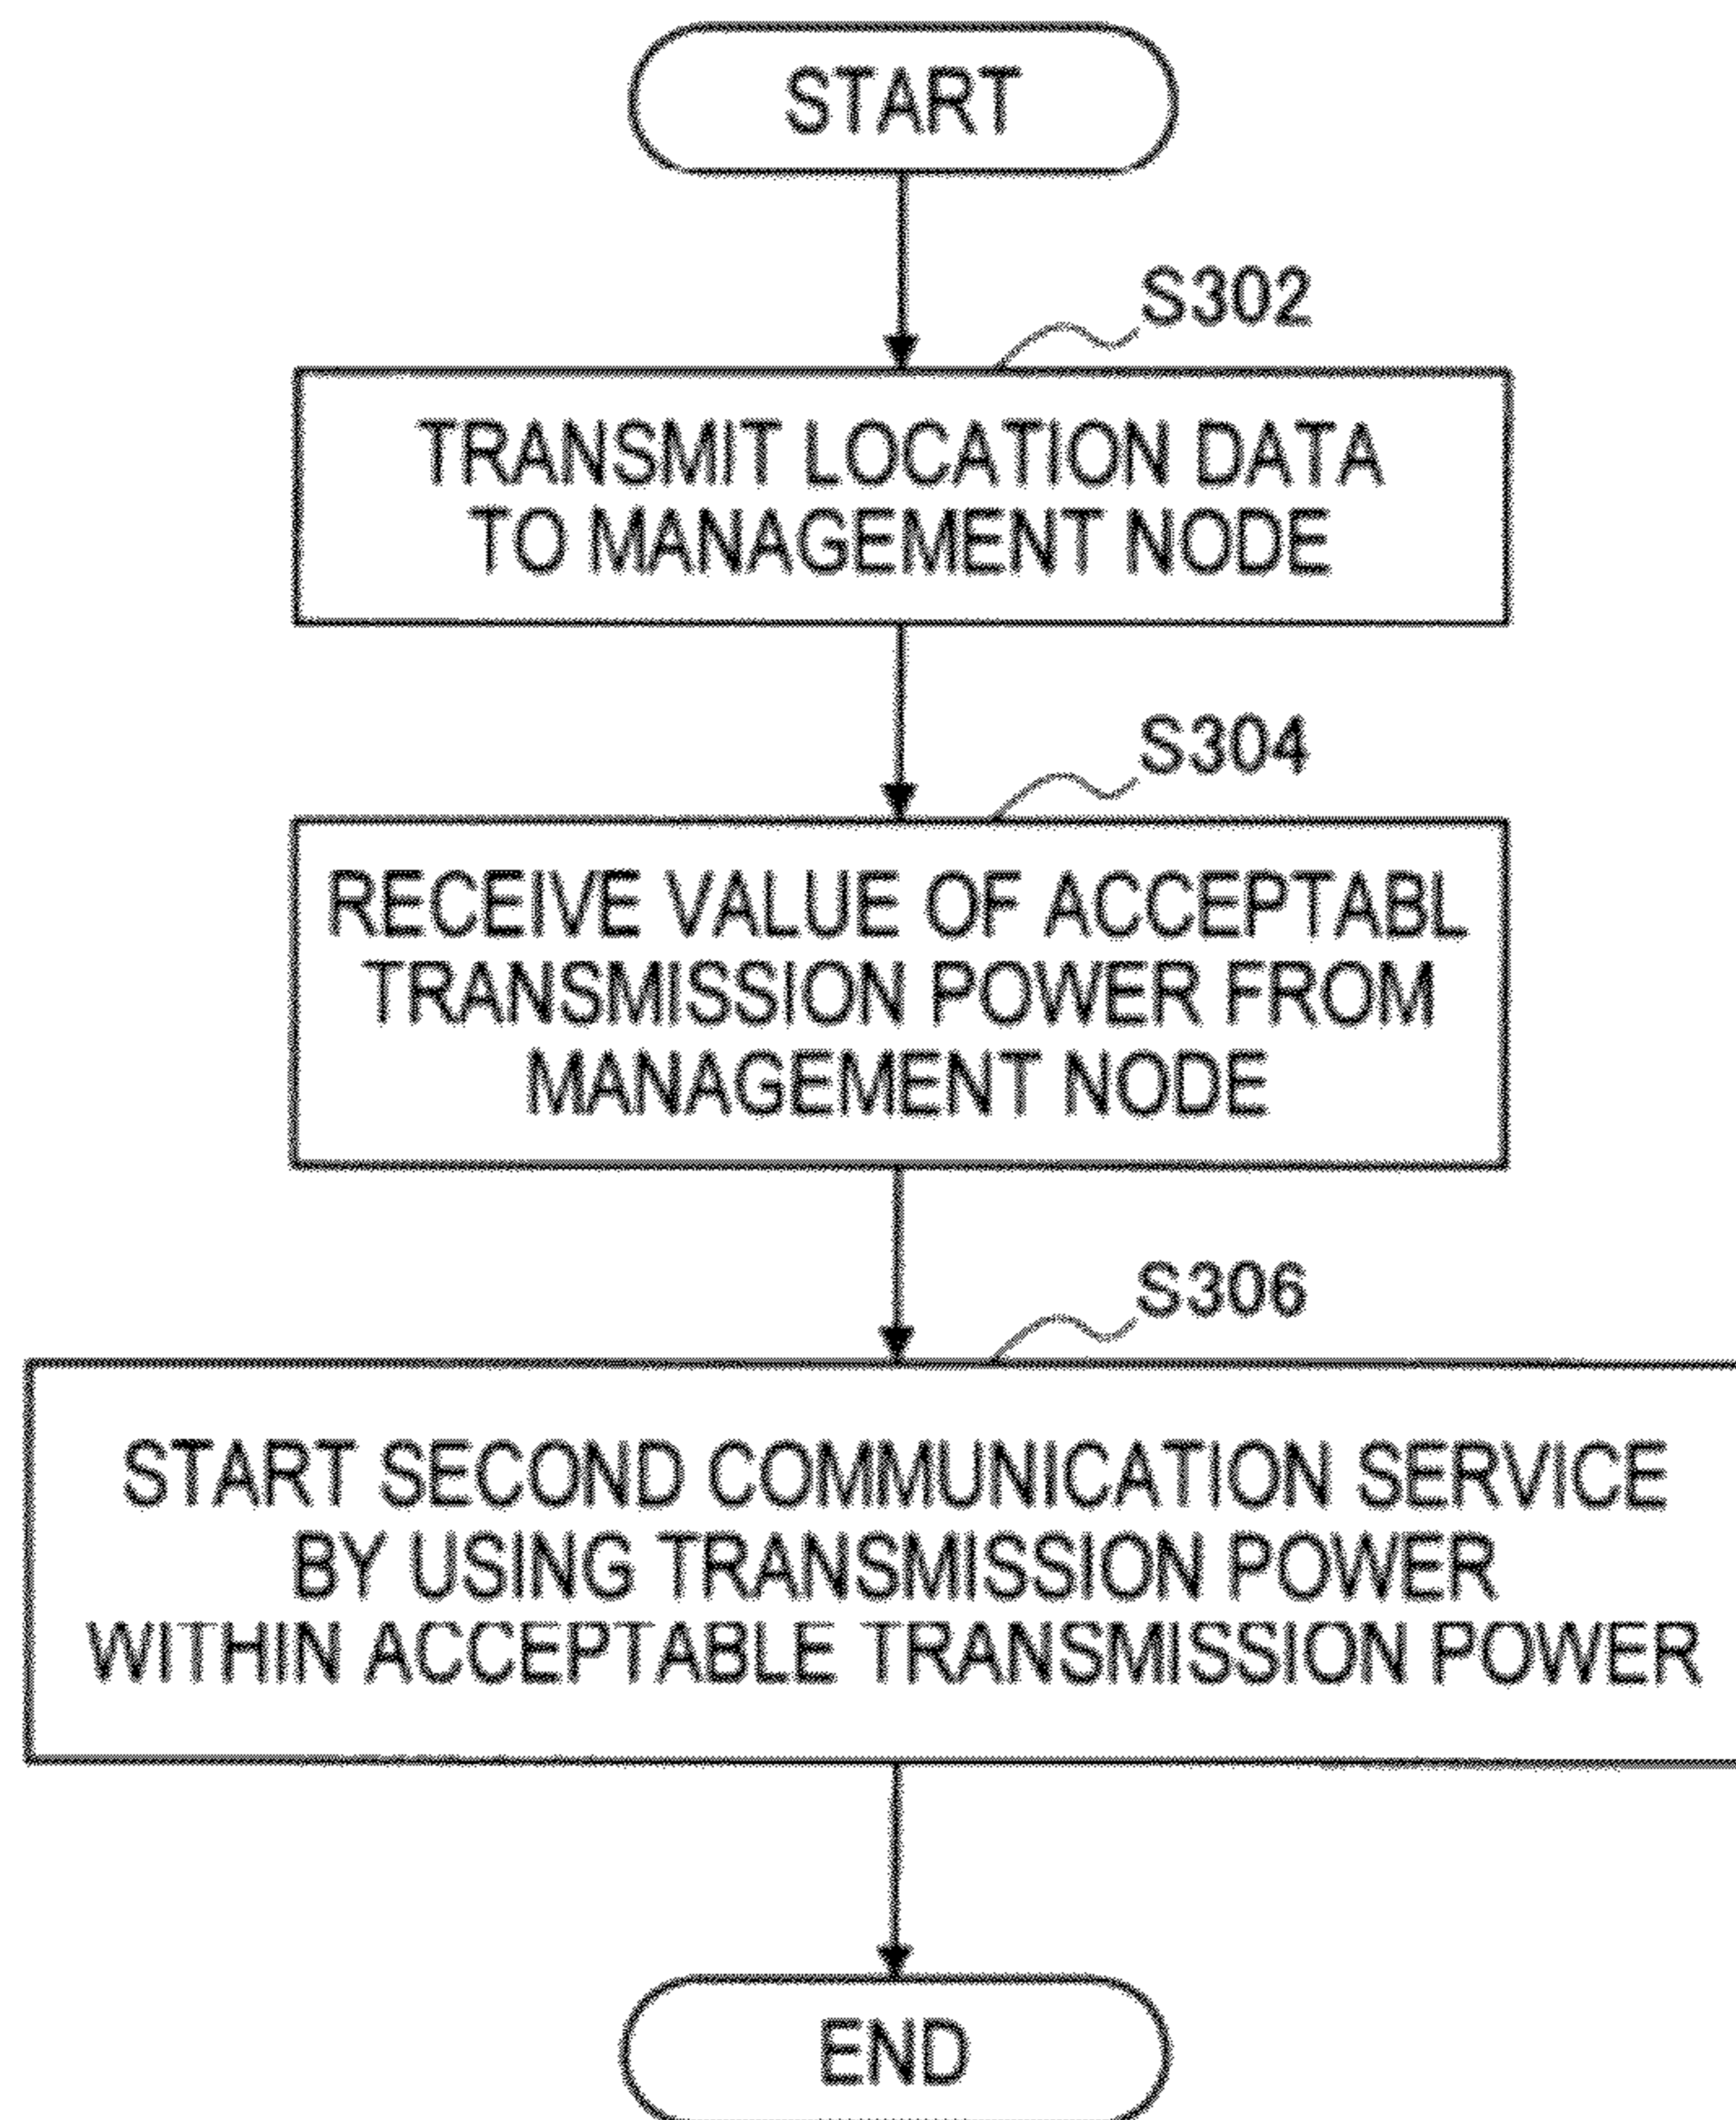 START
S302
TRANSMIT LOCATION DATA
TO MANAGEMENT NODE
S304
RECEIVE VALUE OF ACCEPTABL
TRANSMISSION POWER FROM
MANAGEMENT NODE
S306
START SECOND COMMUNICATION SERVICE
BY USING TRANSMISSION POWER
WITHIN ACCEPTABLE TRANSMISSION POWER
END